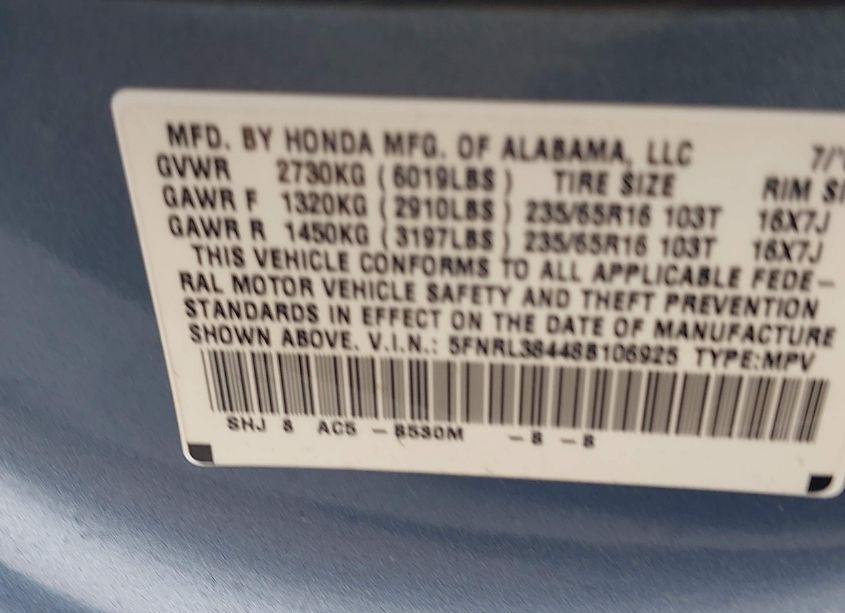 MFD. BY HONDA MFG. OF ALABAMA, LLC 7/'
GVWR 2730KG (6019LBS) TIRE SIZE RIM SI
GAWR F 1320KG (2910LBS) 235/65R16 103T 16X7J
GAWR R 1450KG (3197LBS) 235/65R16 103T 16X7J
THIS VEHICLE CONFORMS TO ALL APPLICABLE FEDE-
RAL MOTOR VEHICLE SAFETY AND THEFT PREVENTION
STANDARDS IN EFFECT ON THE DATE OF MANUFACTURE
SHOWN ABOVE. V.I.N.: 5FNRL38448B106925 TYPE:MPV
SHJ 8 AC5 -B530M -B -B